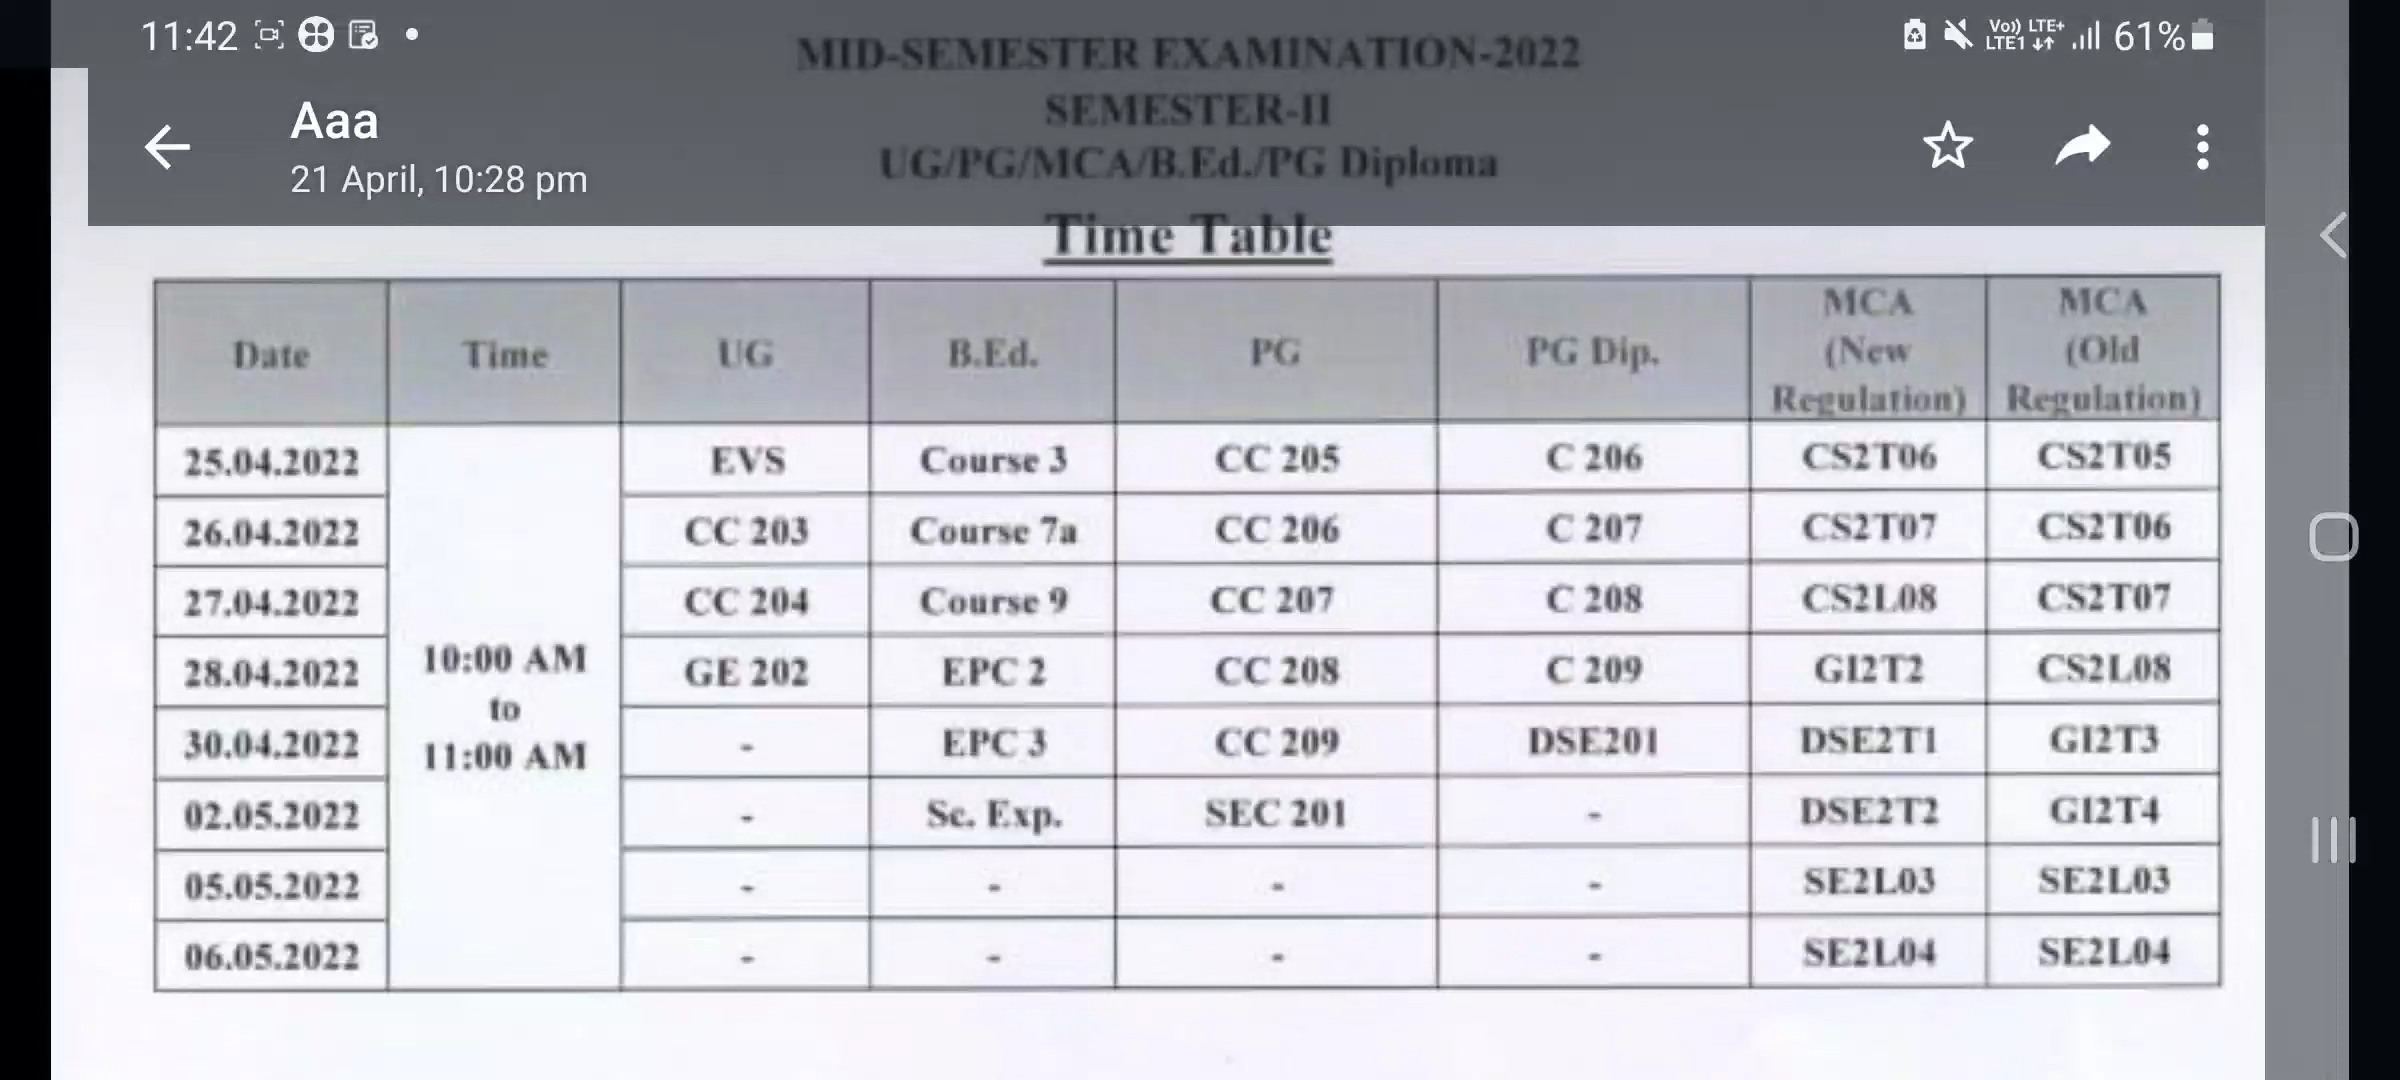 11:42
Vo)) LTE+
LTE1
61%
Aaa
21 April, 10:28 pm
MID-SEMESTER EXAMINATION-2022
SEMESTER-II
UG/PG/MCA/B.Ed./PG Diploma
Time Table
Date Time UG B.Ed. PG PG Dip. MCA (New Regulation) MCA (Old Regulation)
25.04.2022 EVS Course 3 CC 205 C 206 CS2T06 CS2T05
26.04.2022 CC 203 Course 7a CC 206 C 207 CS2T07 CS2T06
27.04.2022 CC 204 Course 9 CC 207 C 208 CS2L08 CS2T07
10:00 AM to 11:00 AM
28.04.2022 GE 202 EPC 2 CC 208 C 209 GI2T2 CS2L08
30.04.2022 - EPC 3 CC 209 DSE201 DSE2T1 GI2T3
02.05.2022 - Sc. Exp. SEC 201 - DSE2T2 GI2T4
05.05.2022 - - - - SE2L03 SE2L03
06.05.2022 - - - - SE2L04 SE2L04